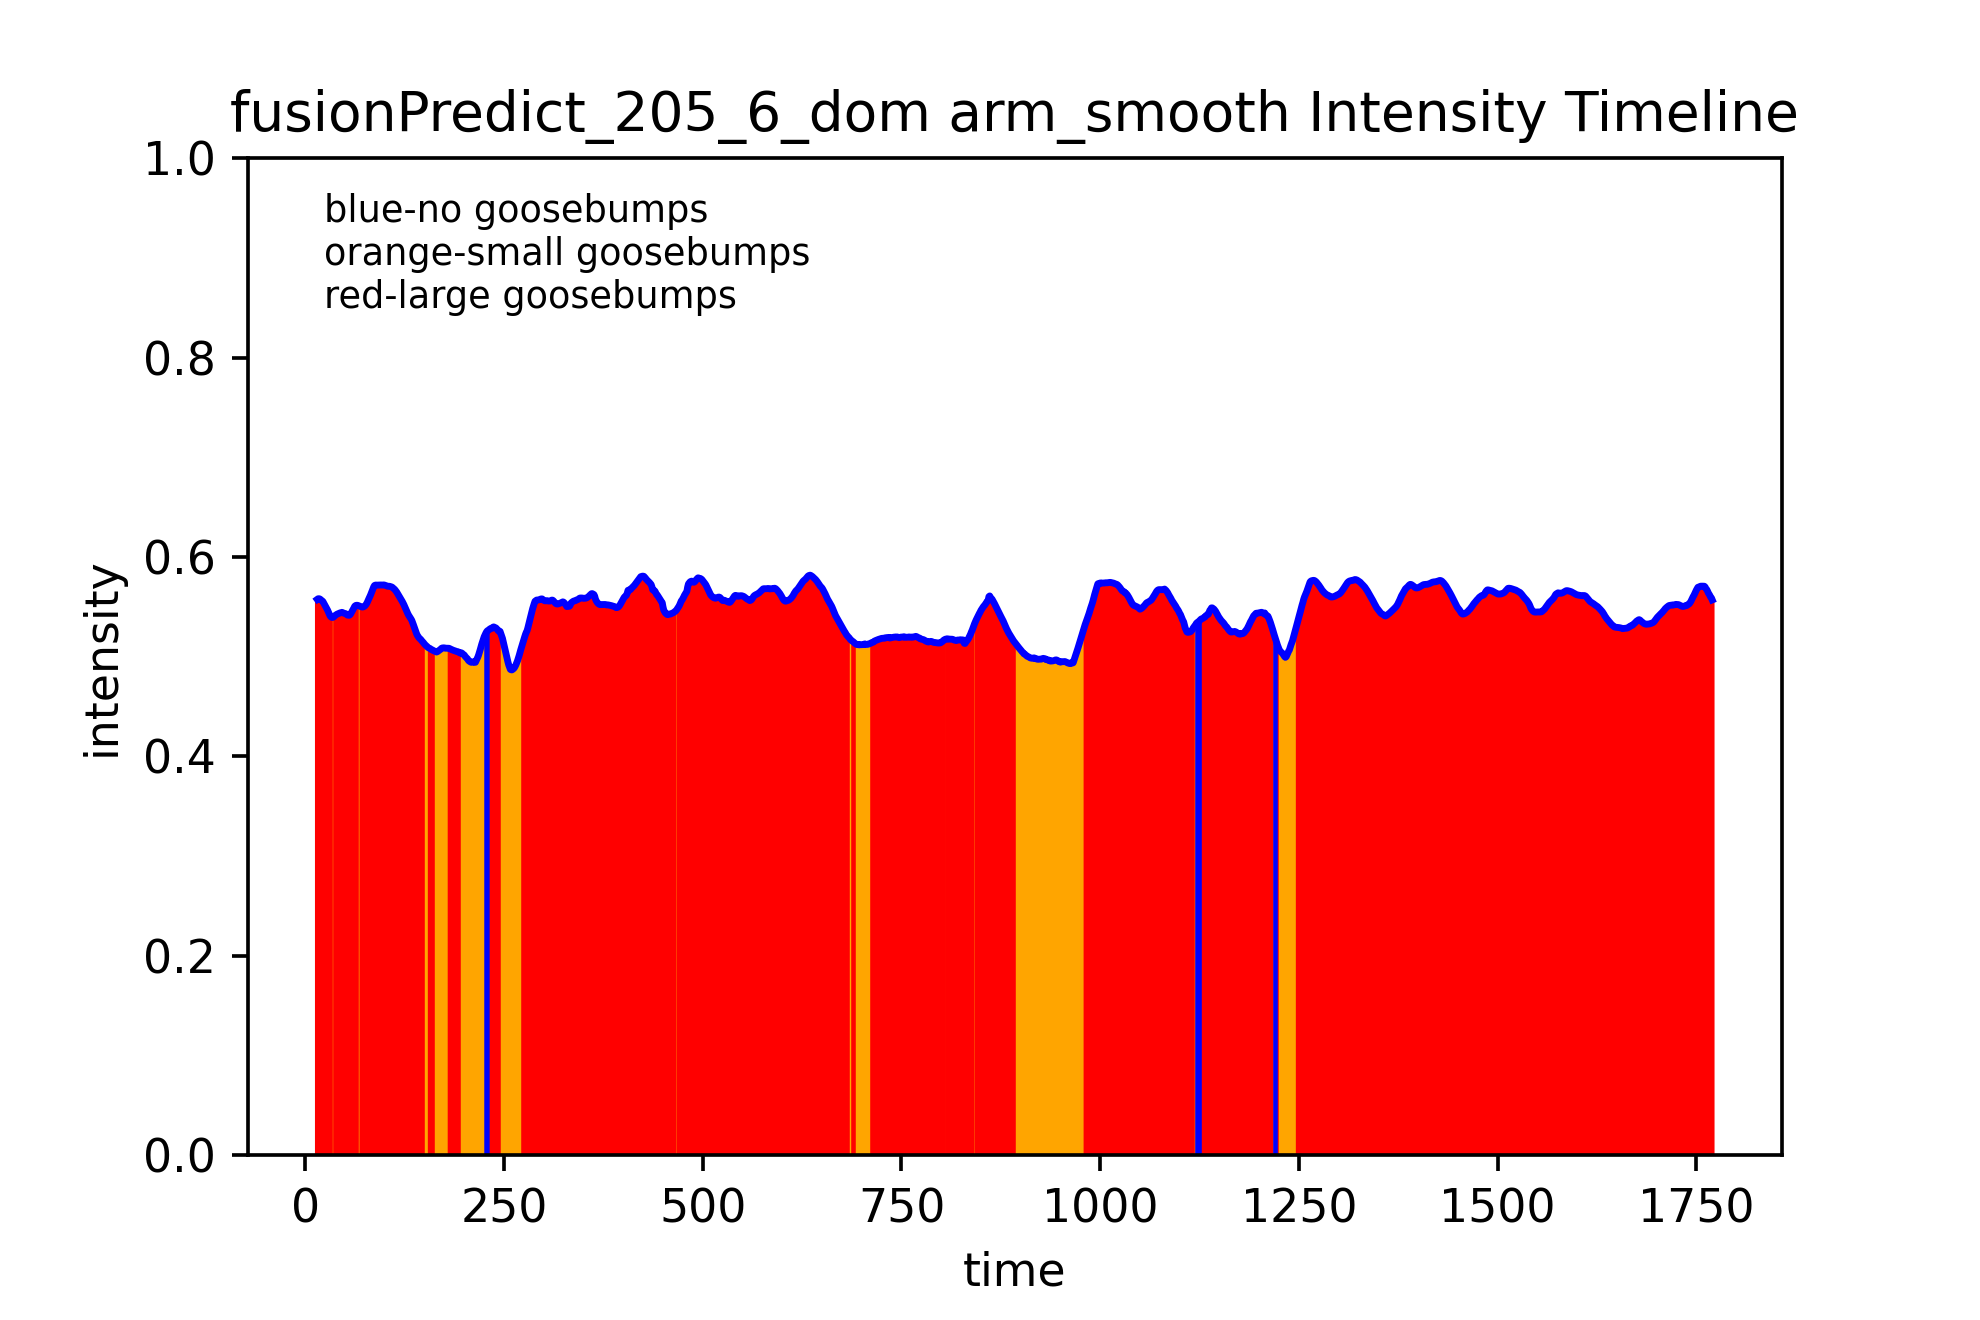 fusionPredict_205_6_dom arm_smooth Intensity Timeline
1.0
blue-no goosebumps
orange-small goosebumps
red-large goosebumps
0.8
0.6
intensity
0.4
0.2
0.0
0 250 500 750 1000 1250 1500 1750
time